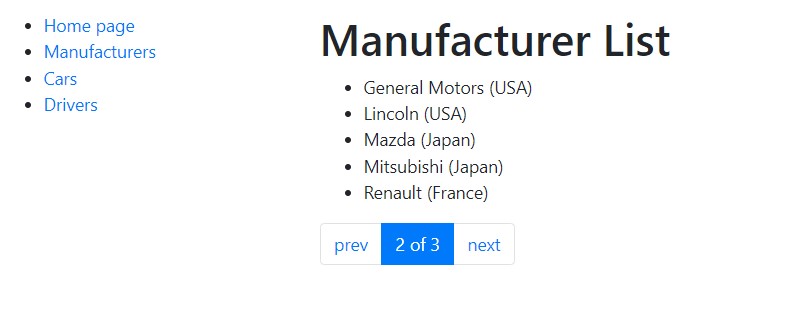 Home page
Manufacturers
Cars
Drivers
Manufacturer List
General Motors (USA)
Lincoln (USA)
Mazda (Japan)
Mitsubishi (Japan)
Renault (France)
prev 2 of 3 next